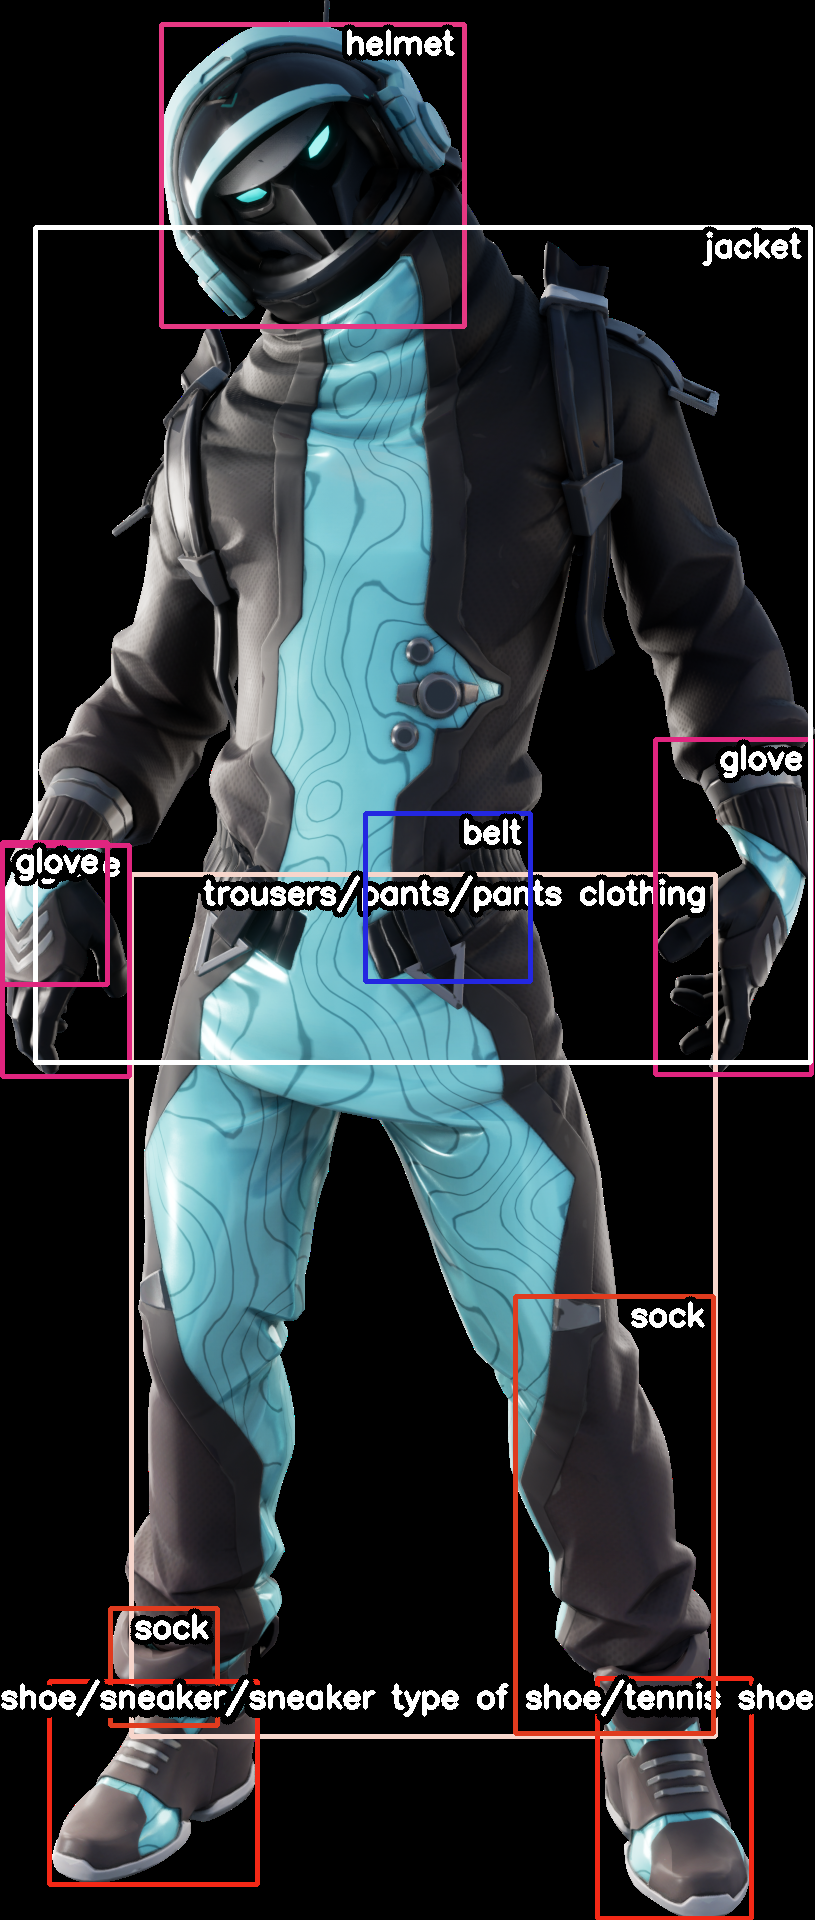 helmet
jacket
glove
belt
glove
e
trousers/pants/pants clothing
sock
sock
shoe/sneaker/sneaker type of shoe/tennis shoe